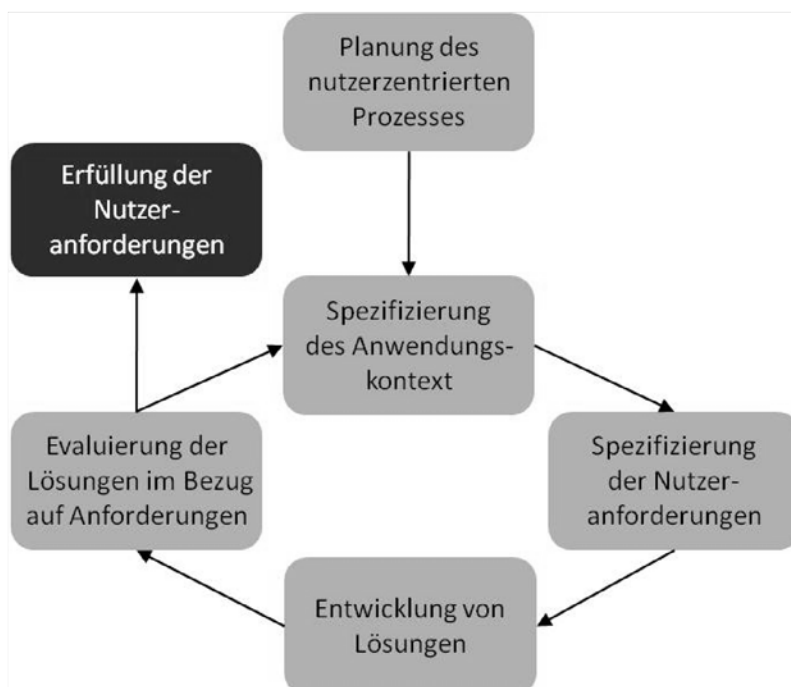 Planung des
nutzerzentrierten
Prozesses
Erfüllung der
Nutzer-
anforderungen
Spezifizierung
des Anwendungs-
kontext
Evaluierung der
Lösungen im Bezug
auf Anforderungen
Spezifizierung
der Nutzer-
anforderungen
Entwicklung von
Lösungen